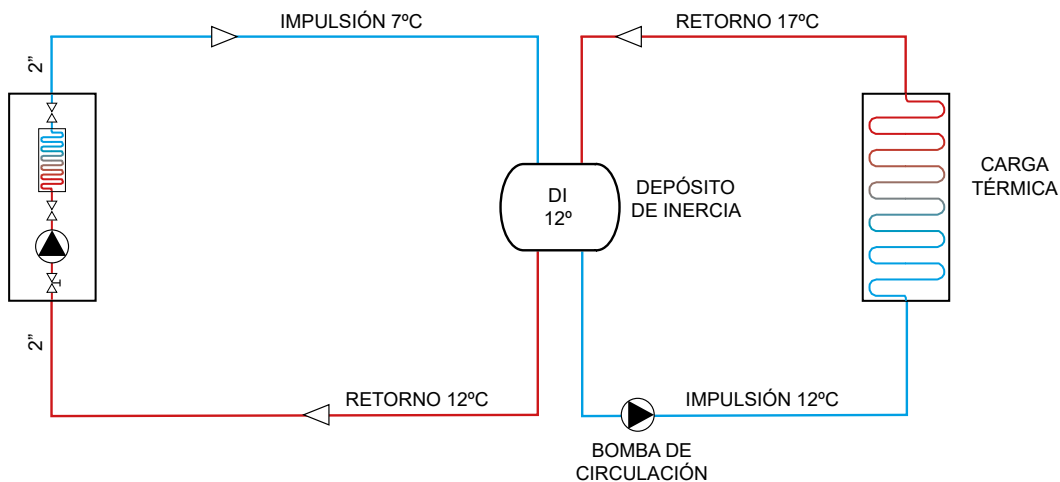 IMPULSIÓN 7ºC
RETORNO 17ºC
2”
CARGA
TÉRMICA
DI
12º
DEPÓSITO
DE INERCIA
2”
RETORNO 12ºC
IMPULSIÓN 12ºC
BOMBA DE
CIRCULACIÓN